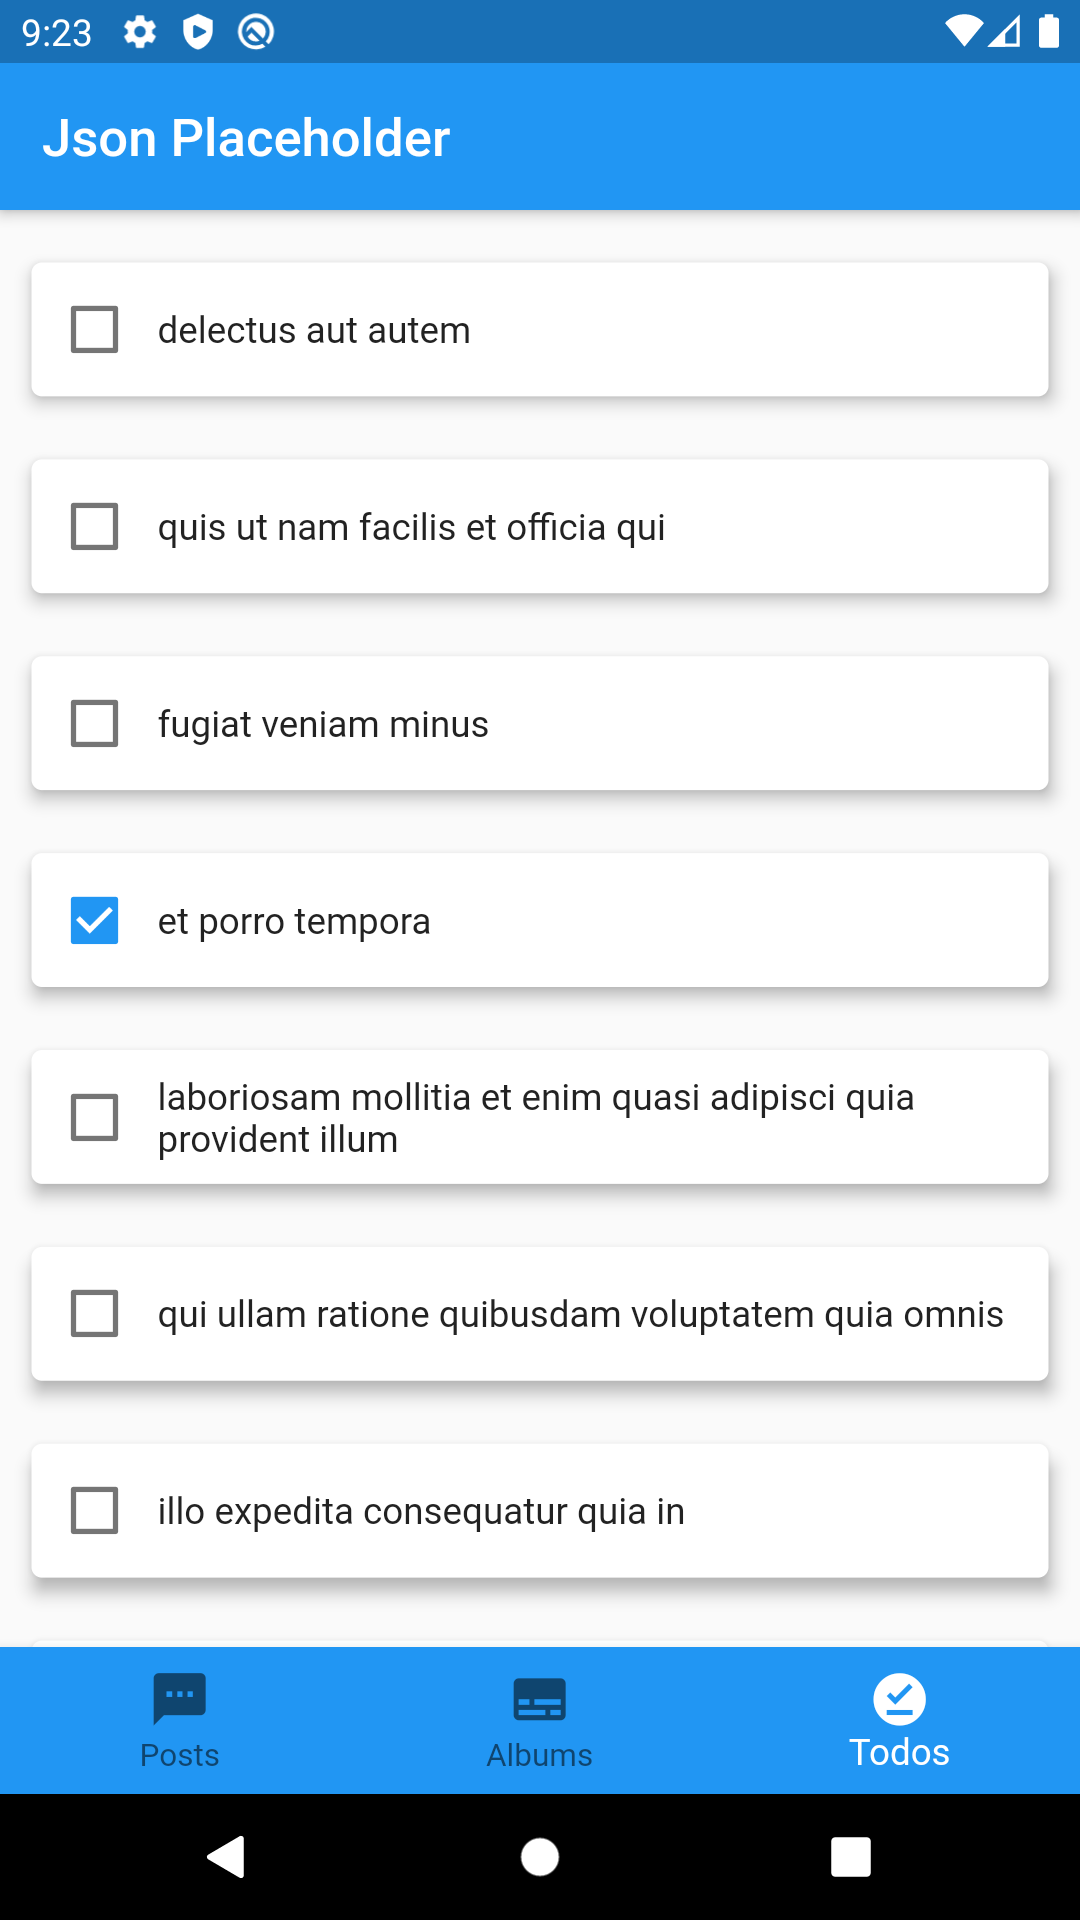 9:23
Json Placeholder
delectus aut autem
quis ut nam facilis et officia qui
fugiat veniam minus
et porro tempora
laboriosam mollitia et enim quasi adipisci quia
provident illum
qui ullam ratione quibusdam voluptatem quia omnis
illo expedita consequatur quia in
Posts
Albums
Todos